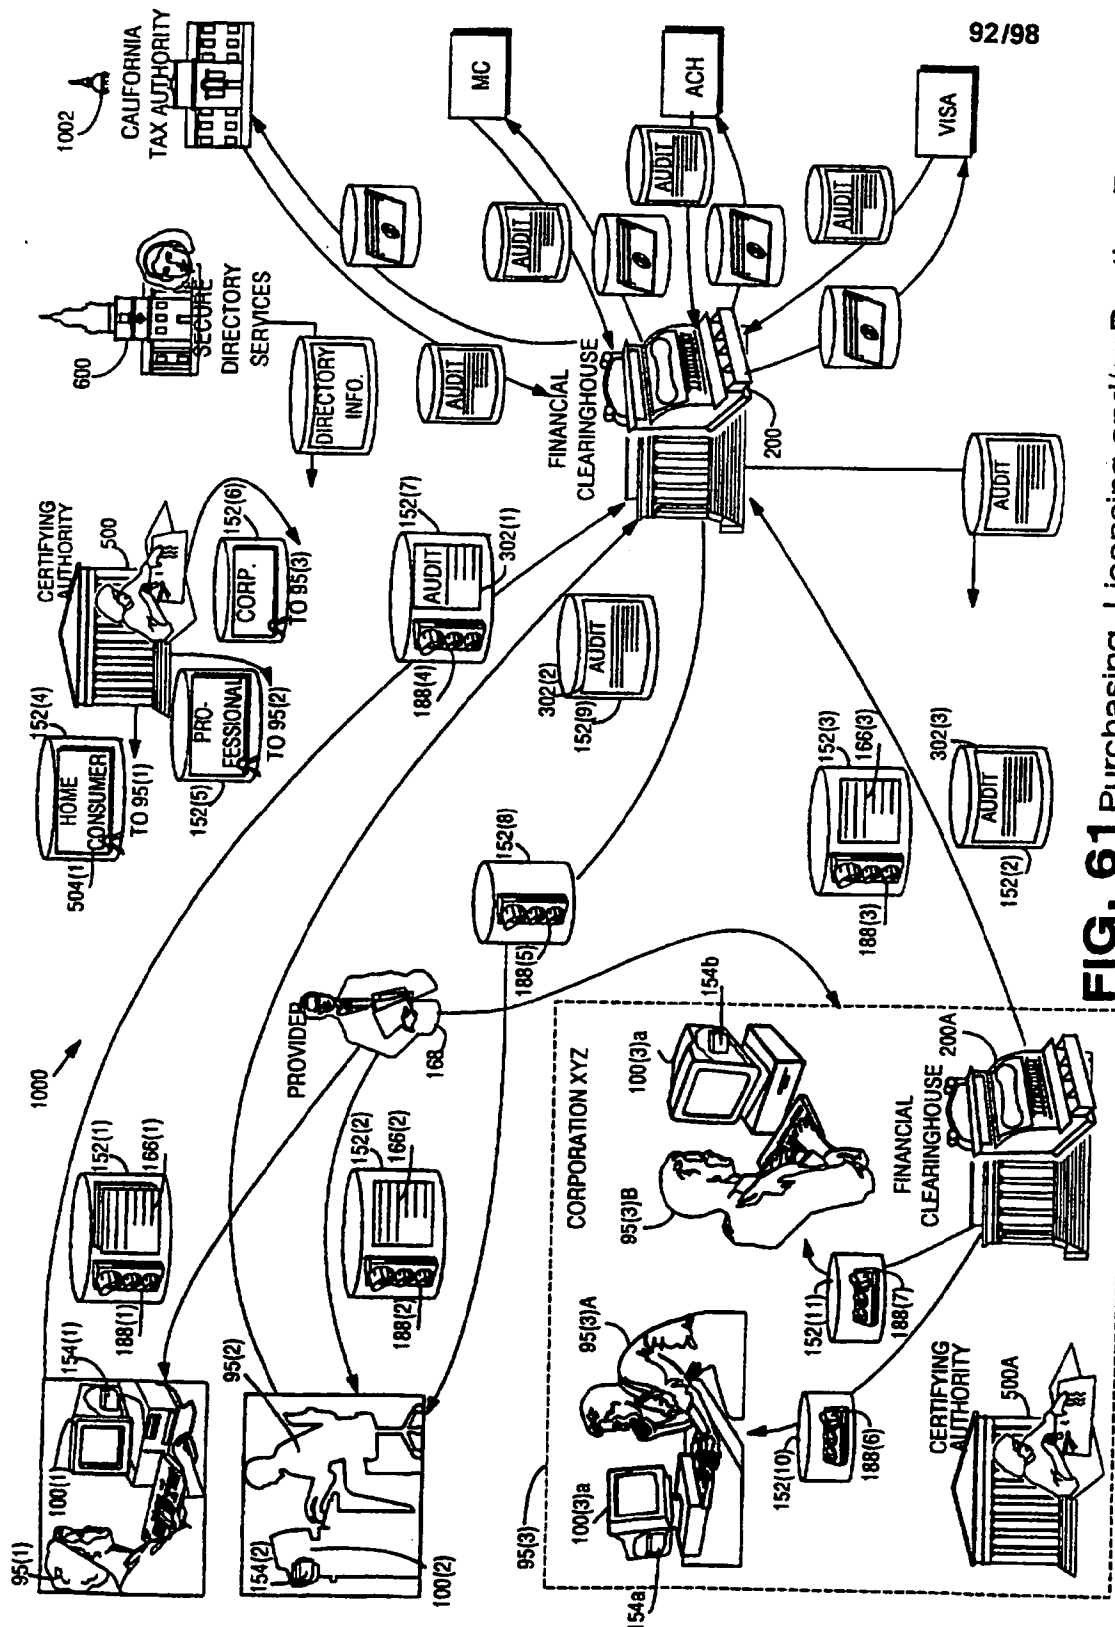 92/98
1000
95(1)
100(1)
154(1)
188(1)
152(1)
166(1)
95(2)
154(2)
100(2)
188(2)
152(2)
166(2)
PROVIDER
168
504(1
HOME
CONSUMER
152(4)
TO 95(1)
152(5)
PRO-
FESSIONAL
TO 95(2)
CERTIFYING
AUTHORITY
500
CORP.
152(6)
TO 95(3)
600
SECURE
DIRECTORY
SERVICES
DIRECTORY
INFO.
1002
CALIFORNIA
TAX AUTHORITY
AUDIT
188(4)
AUDIT
152(7)
302(1)
FINANCIAL
CLEARINGHOUSE
200
MC
AUDIT
ACH
AUDIT
VISA
AUDIT
302(2)
152(9)
AUDIT
188(5)
152(8)
AUDIT
95(3)
CORPORATION XYZ
154a
100(3)a
95(3)A
95(3)B
100(3)a
154b
152(10)
188(6)
152(11)
188(7)
CERTIFYING
AUTHORITY
500A
FINANCIAL
CLEARINGHOUSE
200A
188(3)
152(3)
166(3)
152(2)
AUDIT
302(3)
FIG. 61 Purchasing, Licensing and/or